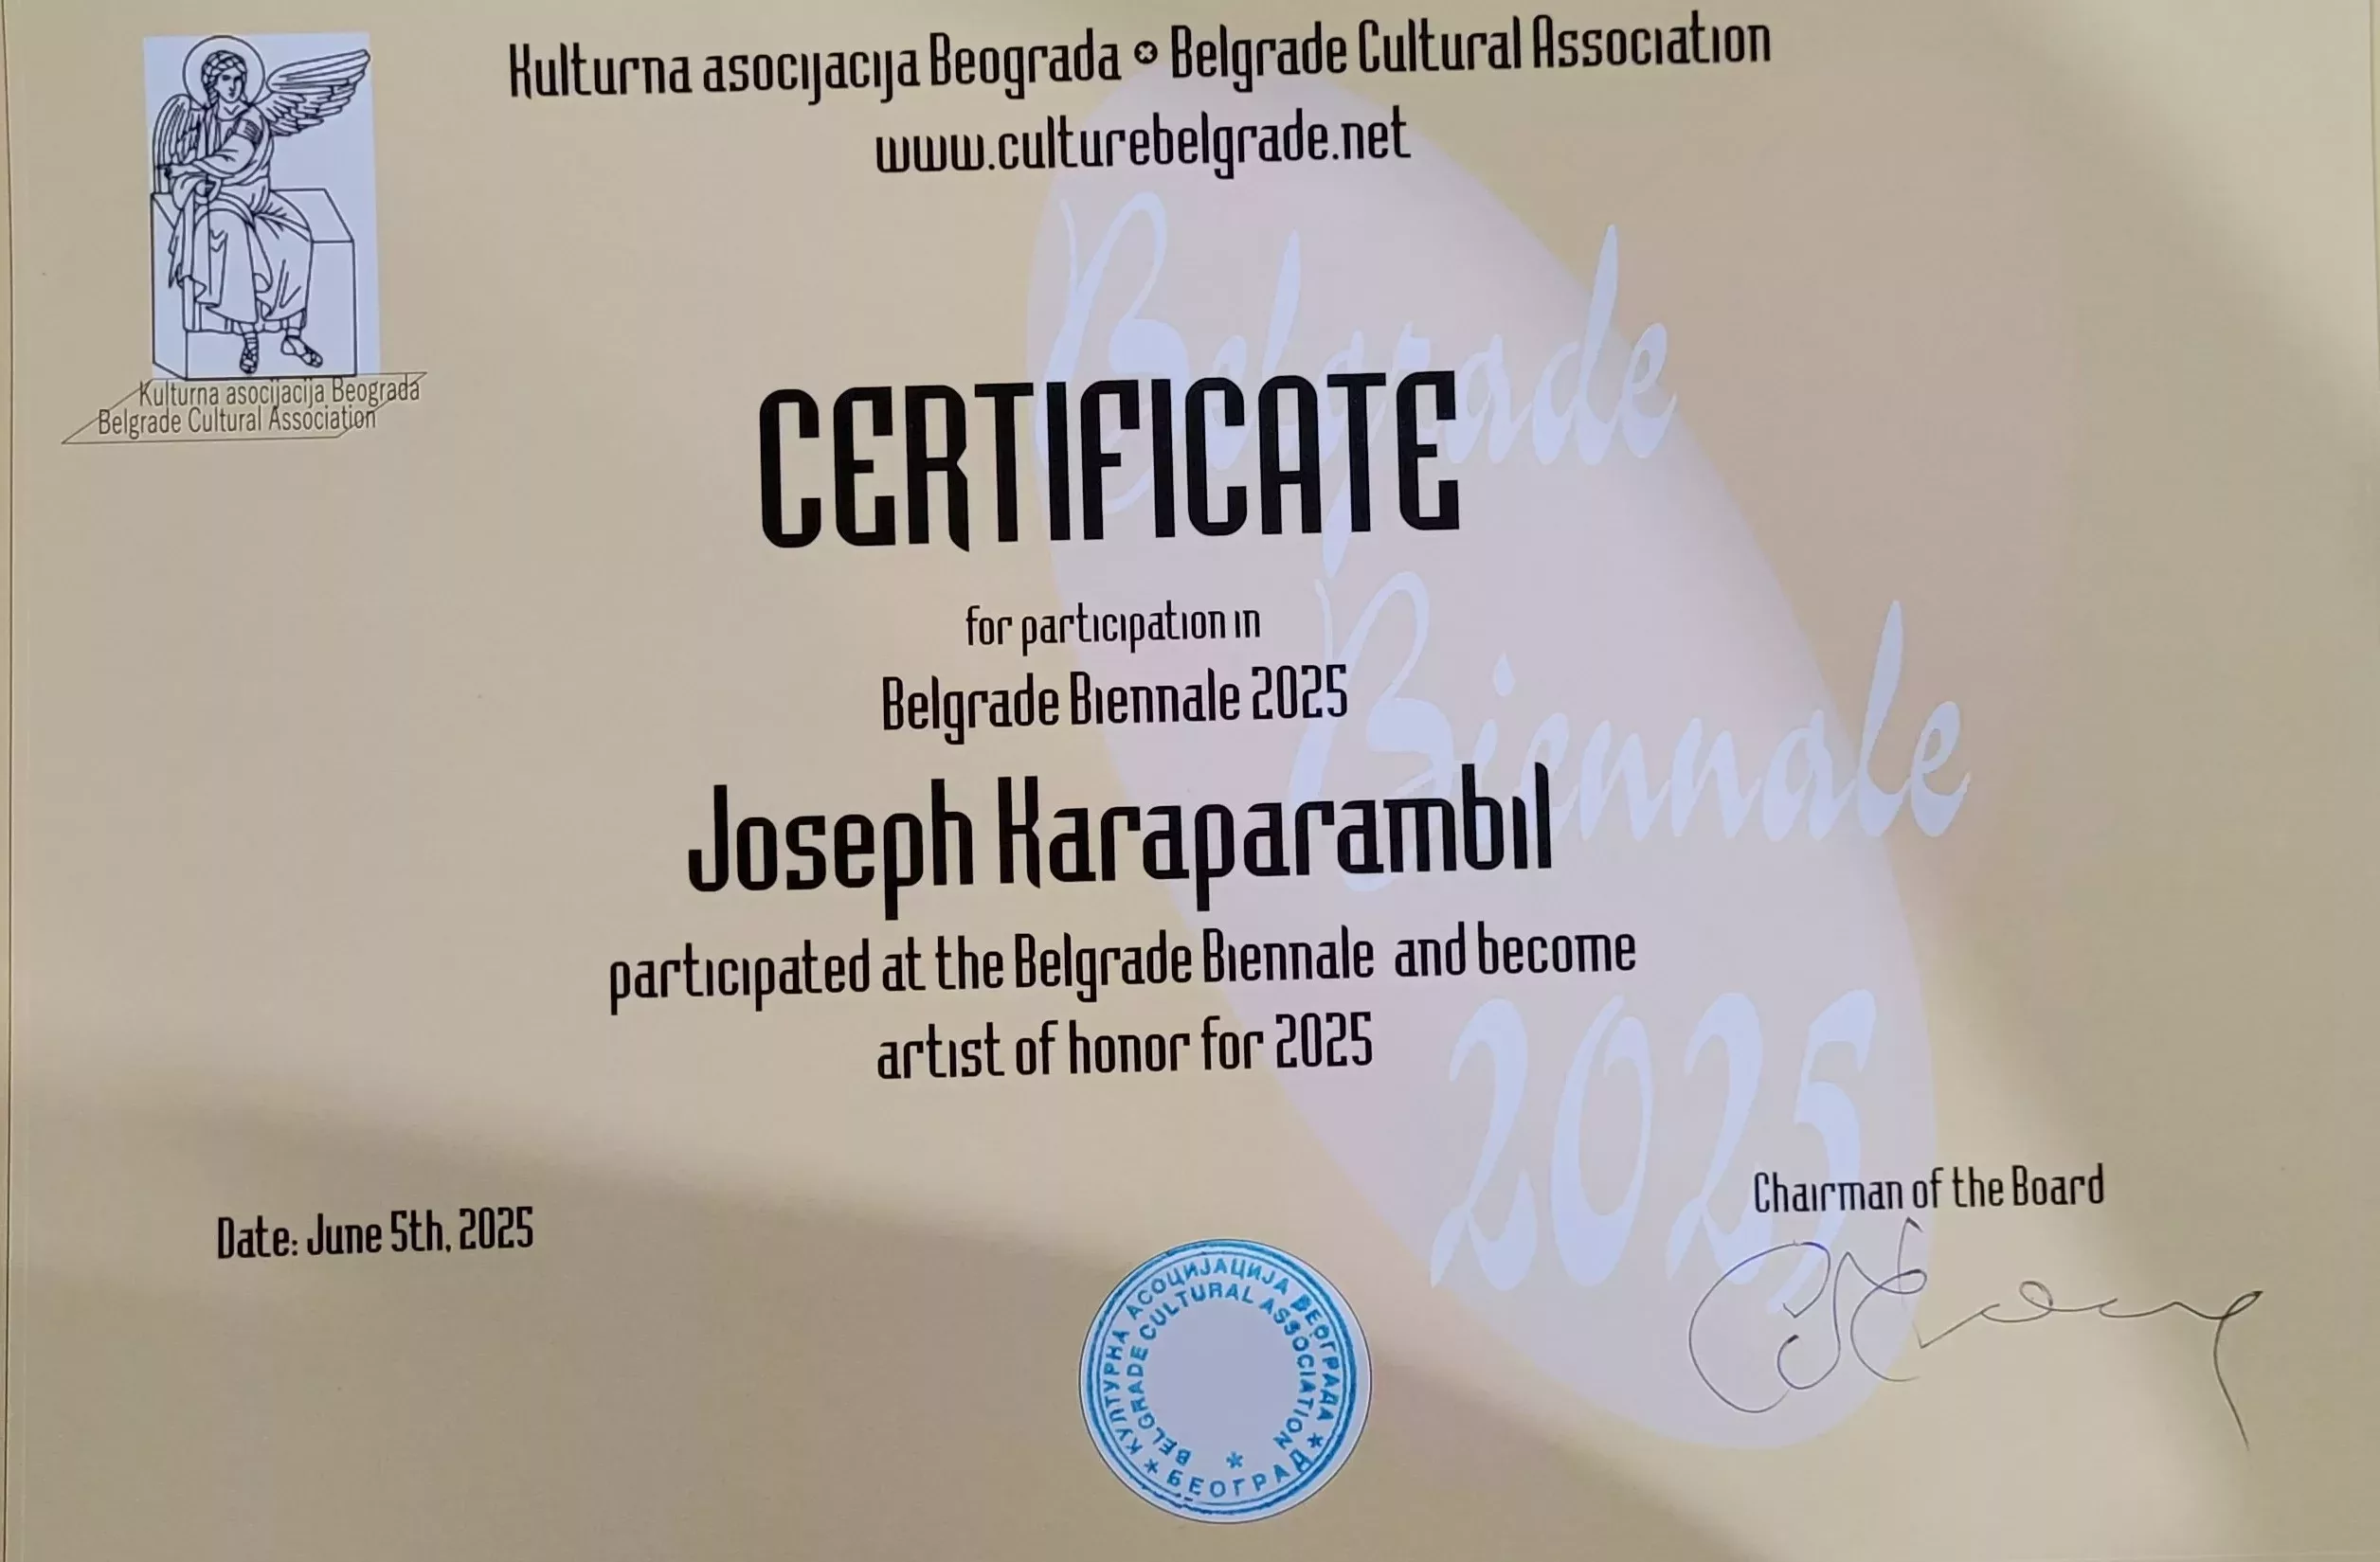 Kulturna asocijacija Beograda Belgrade Cultural Association
www.culturebelgrade.net
Kulturna asocijacija Beograda
Belgrade Cultural Association
Belgrade
Biennale
2025
CERTIFICATE
for participation in
Belgrade Biennale 2025
Joseph Karaparambil
participated at the Belgrade Biennale and become
artist of honor for 2025
Date: June 5th, 2025
Chairman of the Board
КУЛТУРНА АСОЦИЈАЦИЈА БЕОГРАДА * БЕОГРАД *
BELGRADE CULTURAL ASSOCIATION *